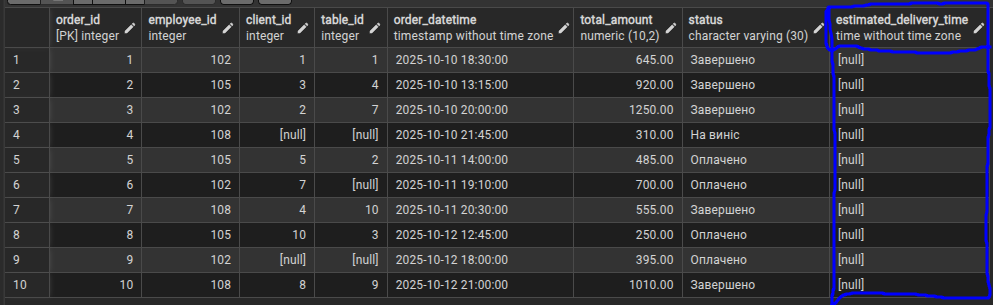 order_id employee_id client_id table_id order_datetime total_amount status estimated_delivery_time
[PK] integer integer integer integer timestamp without time zone numeric (10,2) character varying (30) time without time zone
1 1 102 1 1 2025-10-10 18:30:00 645.00 Завершено [null]
2 2 105 3 4 2025-10-10 13:15:00 920.00 Завершено [null]
3 3 102 2 7 2025-10-10 20:00:00 1250.00 Завершено [null]
4 4 108 [null] [null] 2025-10-10 21:45:00 310.00 На виніс [null]
5 5 105 5 2 2025-10-11 14:00:00 485.00 Оплачено [null]
6 6 102 7 [null] 2025-10-11 19:10:00 700.00 Оплачено [null]
7 7 108 4 10 2025-10-11 20:30:00 555.00 Завершено [null]
8 8 105 10 3 2025-10-12 12:45:00 250.00 Оплачено [null]
9 9 102 [null] [null] 2025-10-12 18:00:00 395.00 Оплачено [null]
10 10 108 8 9 2025-10-12 21:00:00 1010.00 Завершено [null]